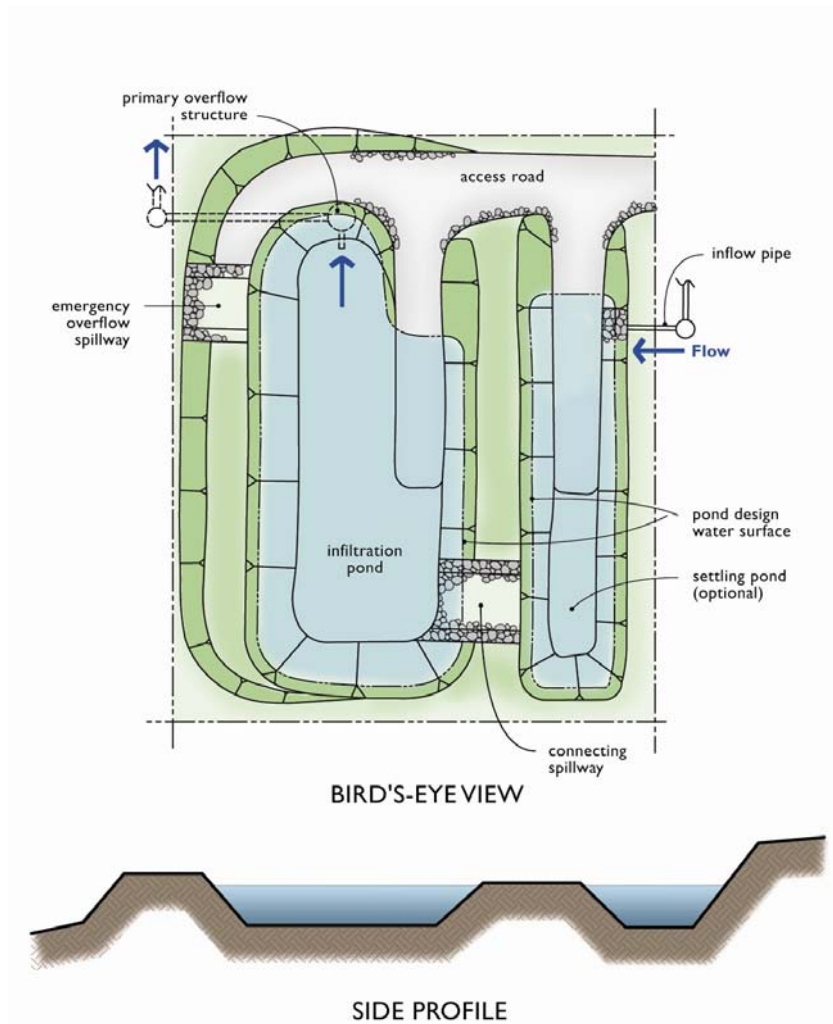 primary overflow
structure
access road
inflow pipe
emergency
overflow
spillway
Flow
pond design
water surface
infiltration
pond
settling pond
(optional)
connecting
spillway
BIRD'S-EYE VIEW
SIDE PROFILE